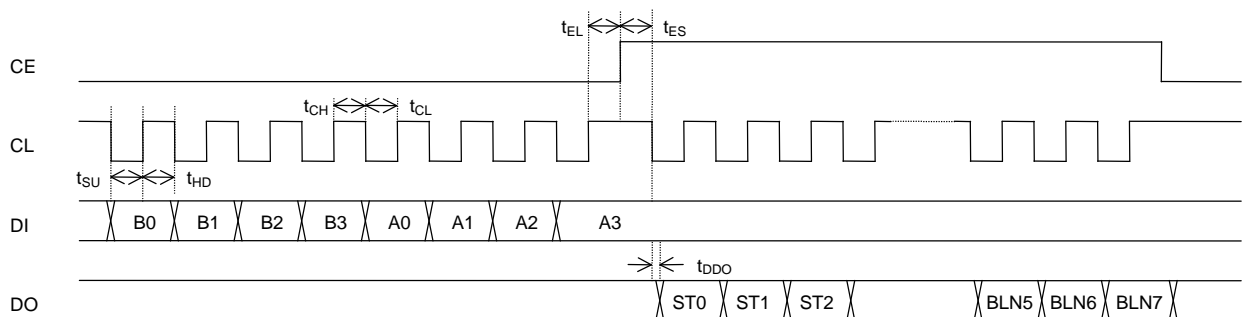 tEL tES
CE
tCH tCL
CL
tSU tHD
DI B0 B1 B2 B3 A0 A1 A2 A3
tDDO
DO ST0 ST1 ST2 BLN5 BLN6 BLN7